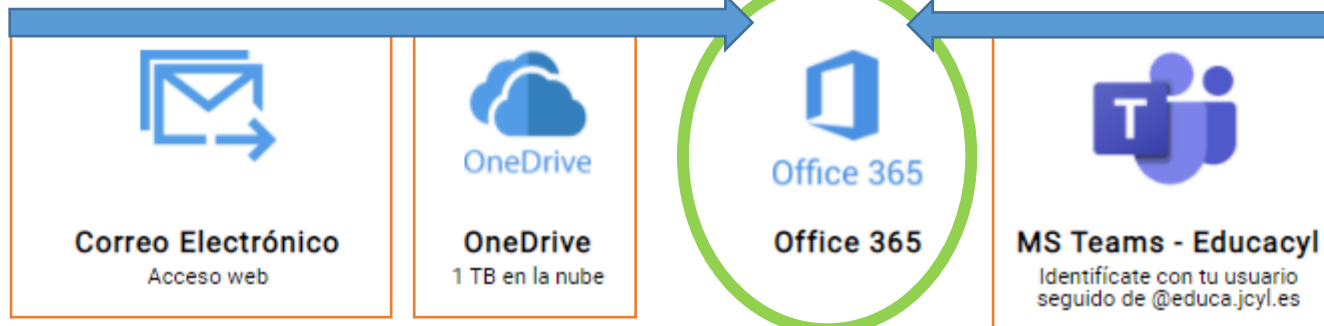 OneDrive
Office 365
T
Correo Electrónico
Acceso web
OneDrive
1 TB en la nube
Office 365
MS Teams - Educacyl
Identifícate con tu usuario
seguido de @educa.jcyl.es